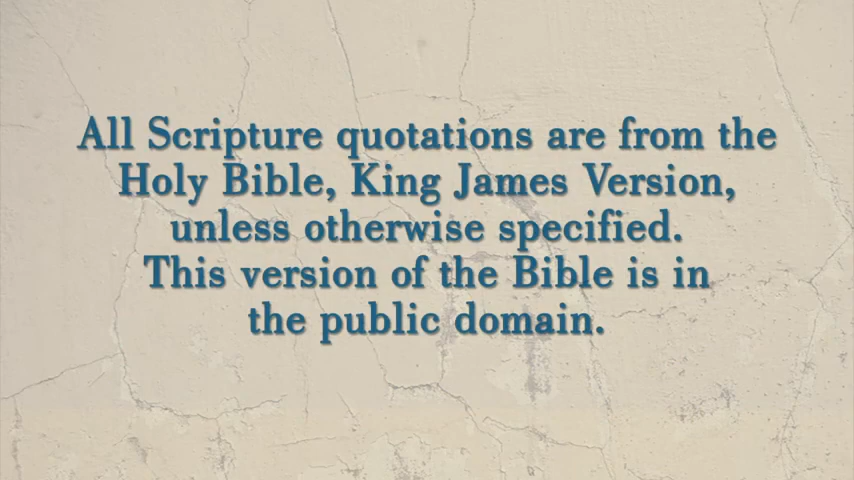 All Scripture quotations are from the
Holy Bible, King James Version,
unless otherwise specified.
This version of the Bible is in
the public domain.